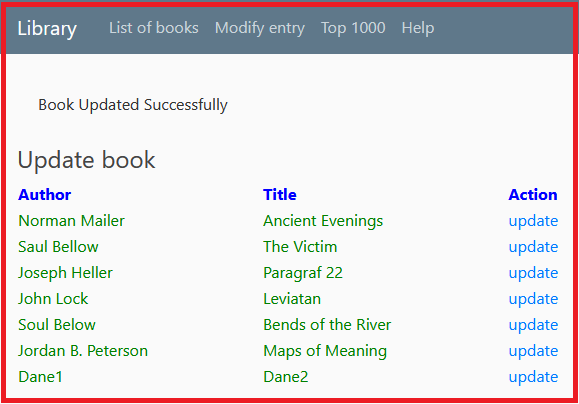 Library List of books Modify entry Top 1000 Help
Book Updated Successfully
Update book
Author Title Action
Norman Mailer Ancient Evenings update
Saul Bellow The Victim update
Joseph Heller Paragraf 22 update
John Lock Leviatan update
Soul Below Bends of the River update
Jordan B. Peterson Maps of Meaning update
Dane1 Dane2 update